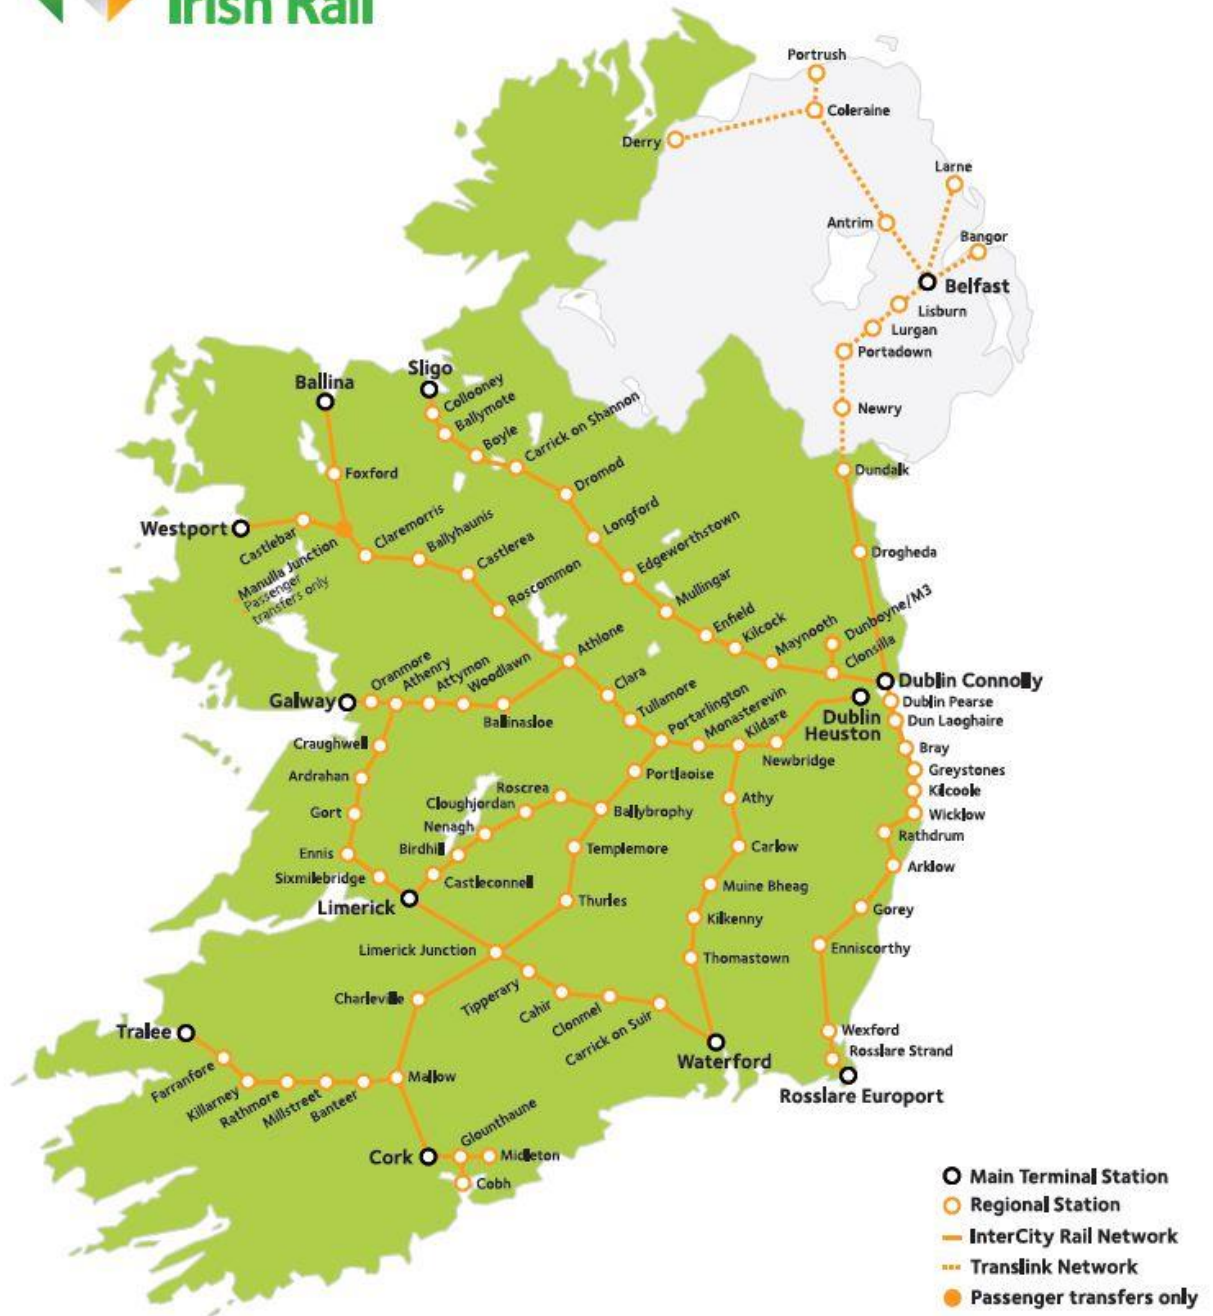 Irish Rail
Portrush
Coleraine
Derry
Larne
Antrim
Bangor
Belfast
Lisburn
Lurgan
Portadown
Newry
Dundalk
Drogheda
Sligo
Collooney
Ballymote
Boyle
Carrick on Shannon
Dromod
Longford
Edgeworthstown
Mullingar
Enfield
Kilcock
Maynooth
Dunboyne/M3
Clonsilla
Dublin Connolly
Ballina
Foxford
Westport
Castlebar
Manulla Junction
Passenger
transfers only
Claremorris
Ballyhaunis
Castlerea
Roscommon
Athlone
Clara
Tullamore
Portarlington
Monasterevin
Kildare
Newbridge
Dublin
Heuston
Galway
Oranmore
Athenry
Attymon
Woodlawn
Ballinasloe
Craughwell
Ardrahan
Gort
Ennis
Sixmilebridge
Limerick
Portlaoise
Ballybrophy
Roscrea
Cloughjordan
Nenagh
Birdhill
Castleconnell
Templemore
Thurles
Limerick Junction
Athy
Carlow
Muine Bheag
Kilkenny
Thomastown
Waterford
Tipperary
Cahir
Clonmel
Carrick on Suir
Charleville
Mallow
Tralee
Farranfore
Killarney
Rathmore
Millstreet
Banteer
Cork
Glounthaune
Midleton
Cobh
Dublin Pearse
Dun Laoghaire
Bray
Greystones
Kilcoole
Wicklow
Rathdrum
Arklow
Gorey
Enniscorthy
Wexford
Rosslare Strand
Rosslare Europort
Main Terminal Station
Regional Station
InterCity Rail Network
Translink Network
Passenger transfers only